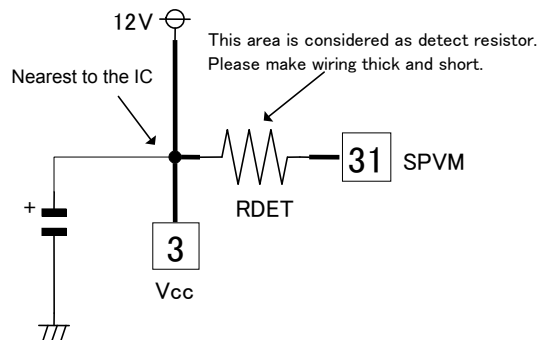 12V
This area is considered as detect resistor.
Please make wiring thick and short.
Nearest to the IC
31 SPVM
RDET
+
3
Vcc